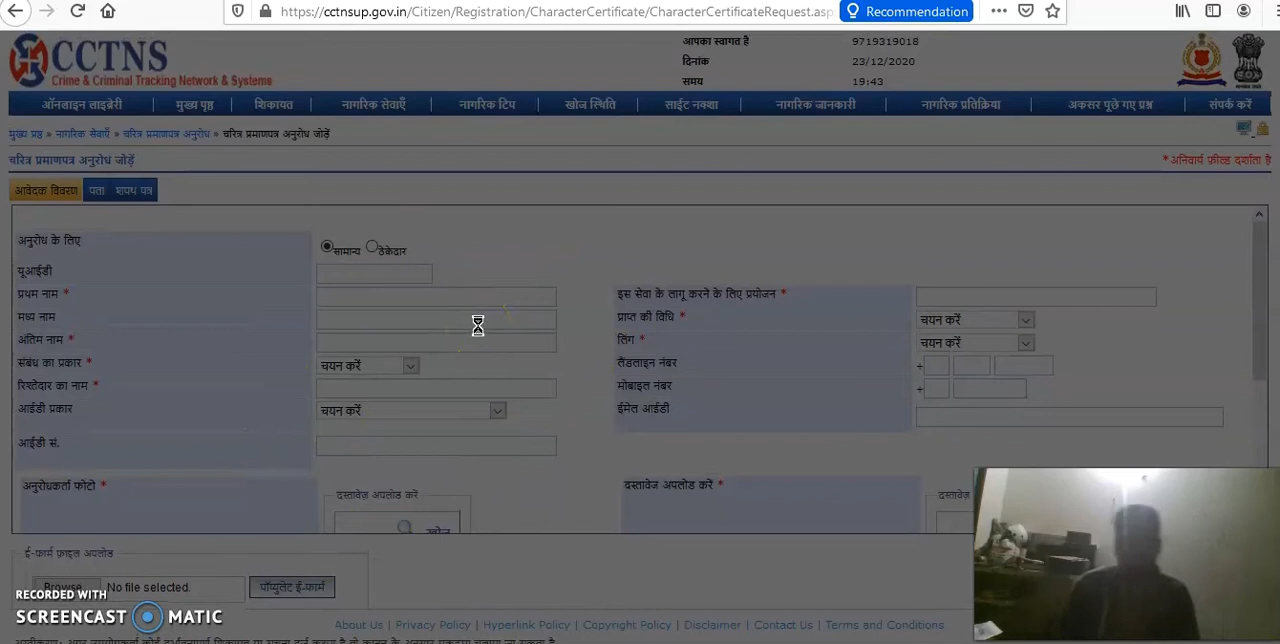 https://cctnsup.gov.in/Citizen/Registration/CharacterCertificate/CharacterCertificateRequest.asp
Recommendation
CCTNS
Crime & Criminal Tracking Network & Systems
आपका स्वागत है 9719319018
दिनांक 23/12/2020
समय 19:43
ऑनलाइन लाइब्रेरी मुख्य पृष्ठ शिकायत नागरिक सेवाएँ नागरिक टिप खोज स्थिति साईट नक्शा नागरिक जानकारी नागरिक प्रतिक्रिया अकसर पूछे गए प्रश्न संपर्क करें
मुख्य प्रष्ठ » नागरिक सेवाएँ » चरित्र प्रमाणपत्र अनुरोध » चरित्र प्रमाणपत्र अनुरोध जोड़ें
चरित्र प्रमाणपत्र अनुरोध जोड़ें * अनिवार्य फ़ील्ड दर्शाता है
आवेदक विवरण पता शपथ पत्र
अनुरोध के लिए सामान्य ठेकेदार
यूआईडी
प्रथम नाम * इस सेवा के लागू करने के लिए प्रयोजन *
मध्य नाम प्राप्त की विधि * चयन करें
अंतिम नाम * लिंग * चयन करें
संबंध का प्रकार * चयन करें लैंडलाइन नंबर +
रिश्तेदार का नाम * मोबाइल नंबर +
आईडी प्रकार चयन करें ईमेल आईडी
आईडी सं.
अनुरोधकर्ता फोटो * दस्तावेज़ अपलोड करें दस्तावेज अपलोड करें * दस्तावे
खोज
ई-फार्म फ़ाइल अपलोड
Browse... No file selected. पॉप्युलेट ई-फार्म
RECORDED WITH
SCREENCAST MATIC
About Us | Privacy Policy | Hyperlink Policy | Copyright Policy | Disclaimer | Contact Us | Terms and Conditions